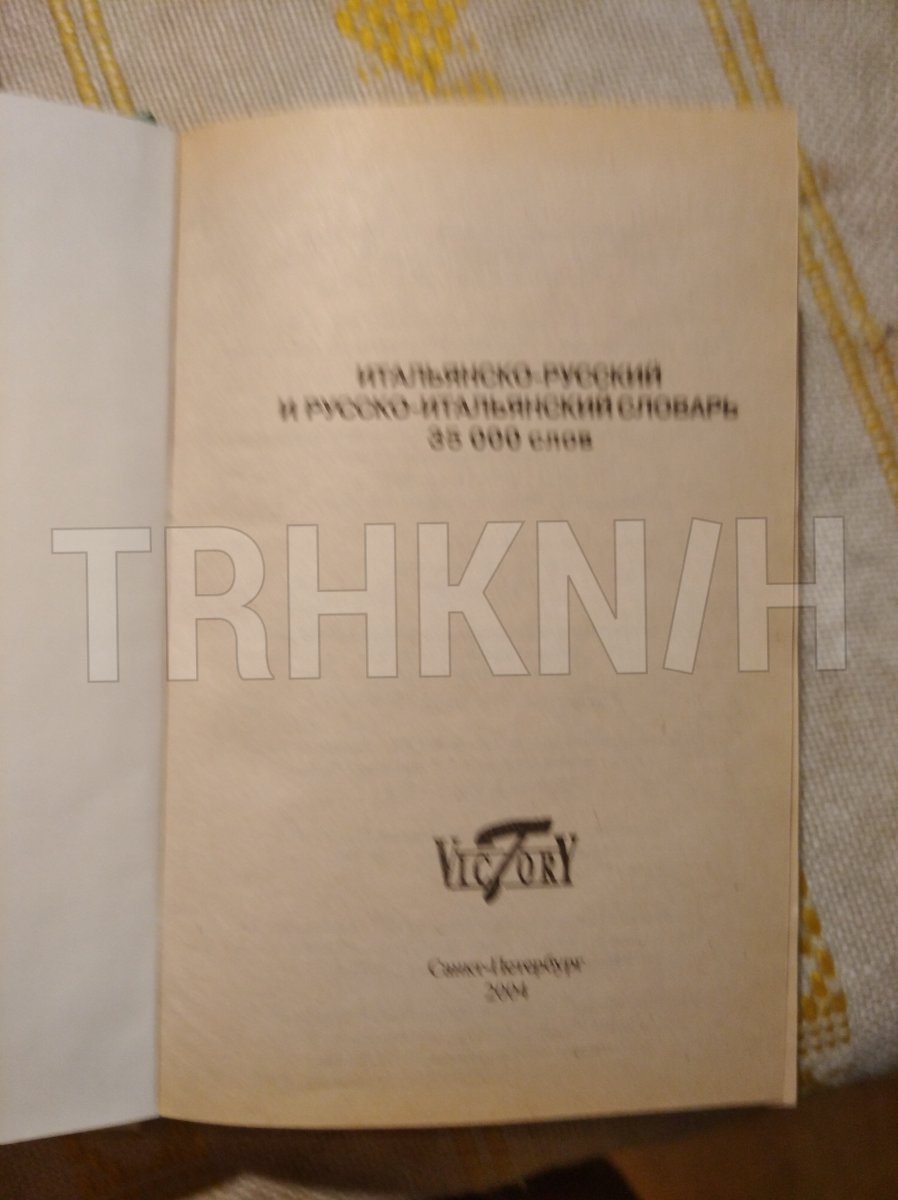 ИТАЛЬЯНСКО-РУССКИЙ
И РУССКО-ИТАЛЬЯНСКИЙ СЛОВАРЬ
35 000 слов
TRHKN/H
VICTORY
Санкт-Петербург
2004